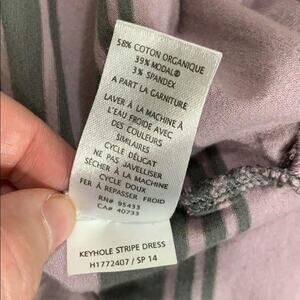 58% COTON ORGANIQUE
39% MODAL®
3% SPANDEX
A PART LA GARNITURE
LAVER À LA MACHINE À
L'EAU FROIDE AVEC
DES COULEURS
SIMILAIRES
CYCLE DÉLICAT
NE PAS JAVELLISER
SÉCHER À LA MACHINE
CYCLE DOUX
FER À REPASSER FROID
RN# 95433
CA# 40733
KEYHOLE STRIPE DRESS
H1772407 / SP 14